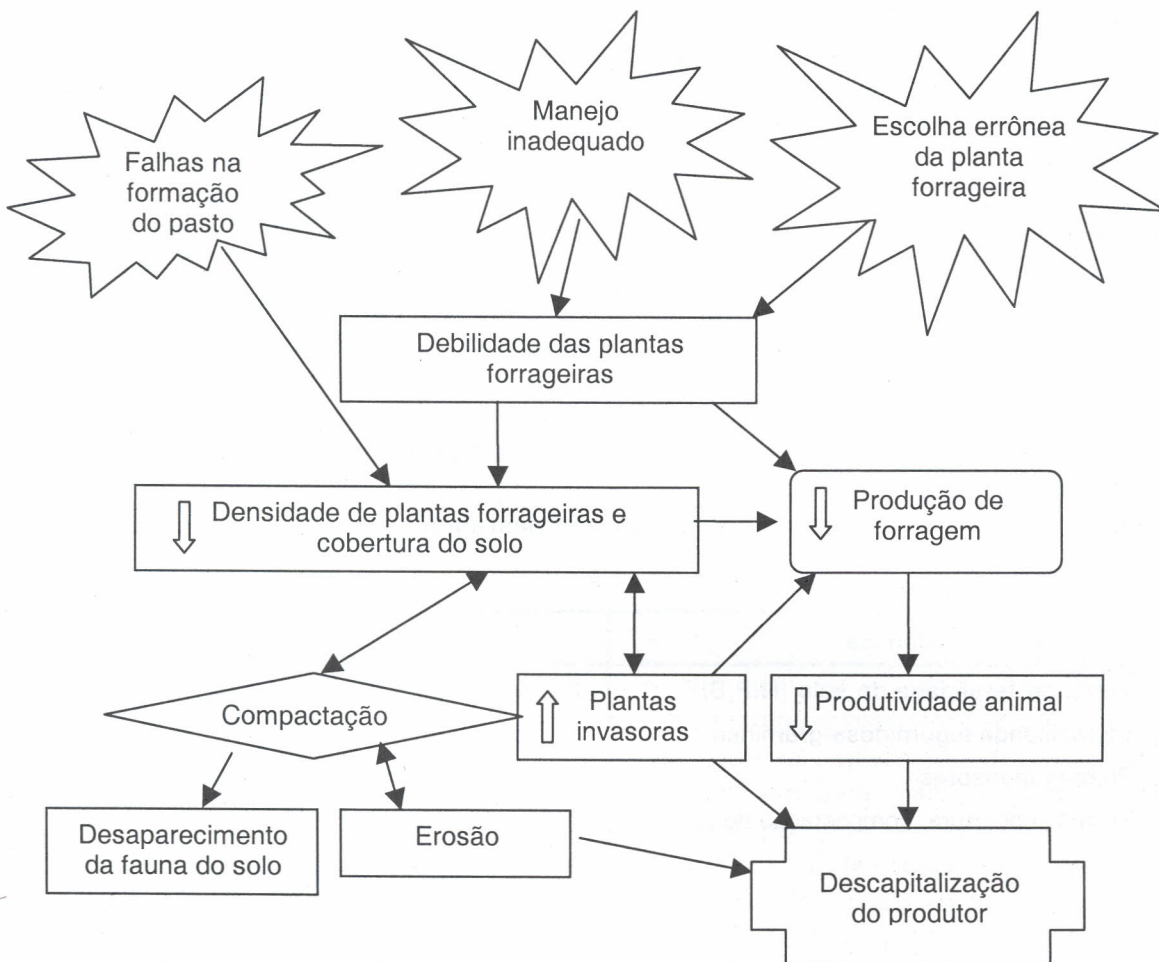 Falhas na
formação
do pasto
Manejo
inadequado
Escolha errônea
da planta
forrageira
Debilidade das plantas
forrageiras
Densidade de plantas forrageiras e
cobertura do solo
Produção de
forragem
Compactação
Plantas
invasoras
Produtividade animal
Desaparecimento
da fauna do solo
Erosão
Descapitalização
do produtor